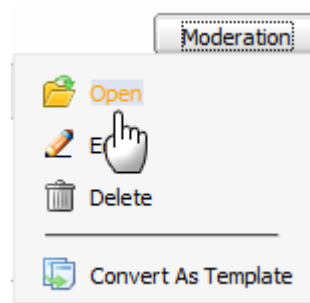 Moderation
Open
E
Delete
Convert As Template